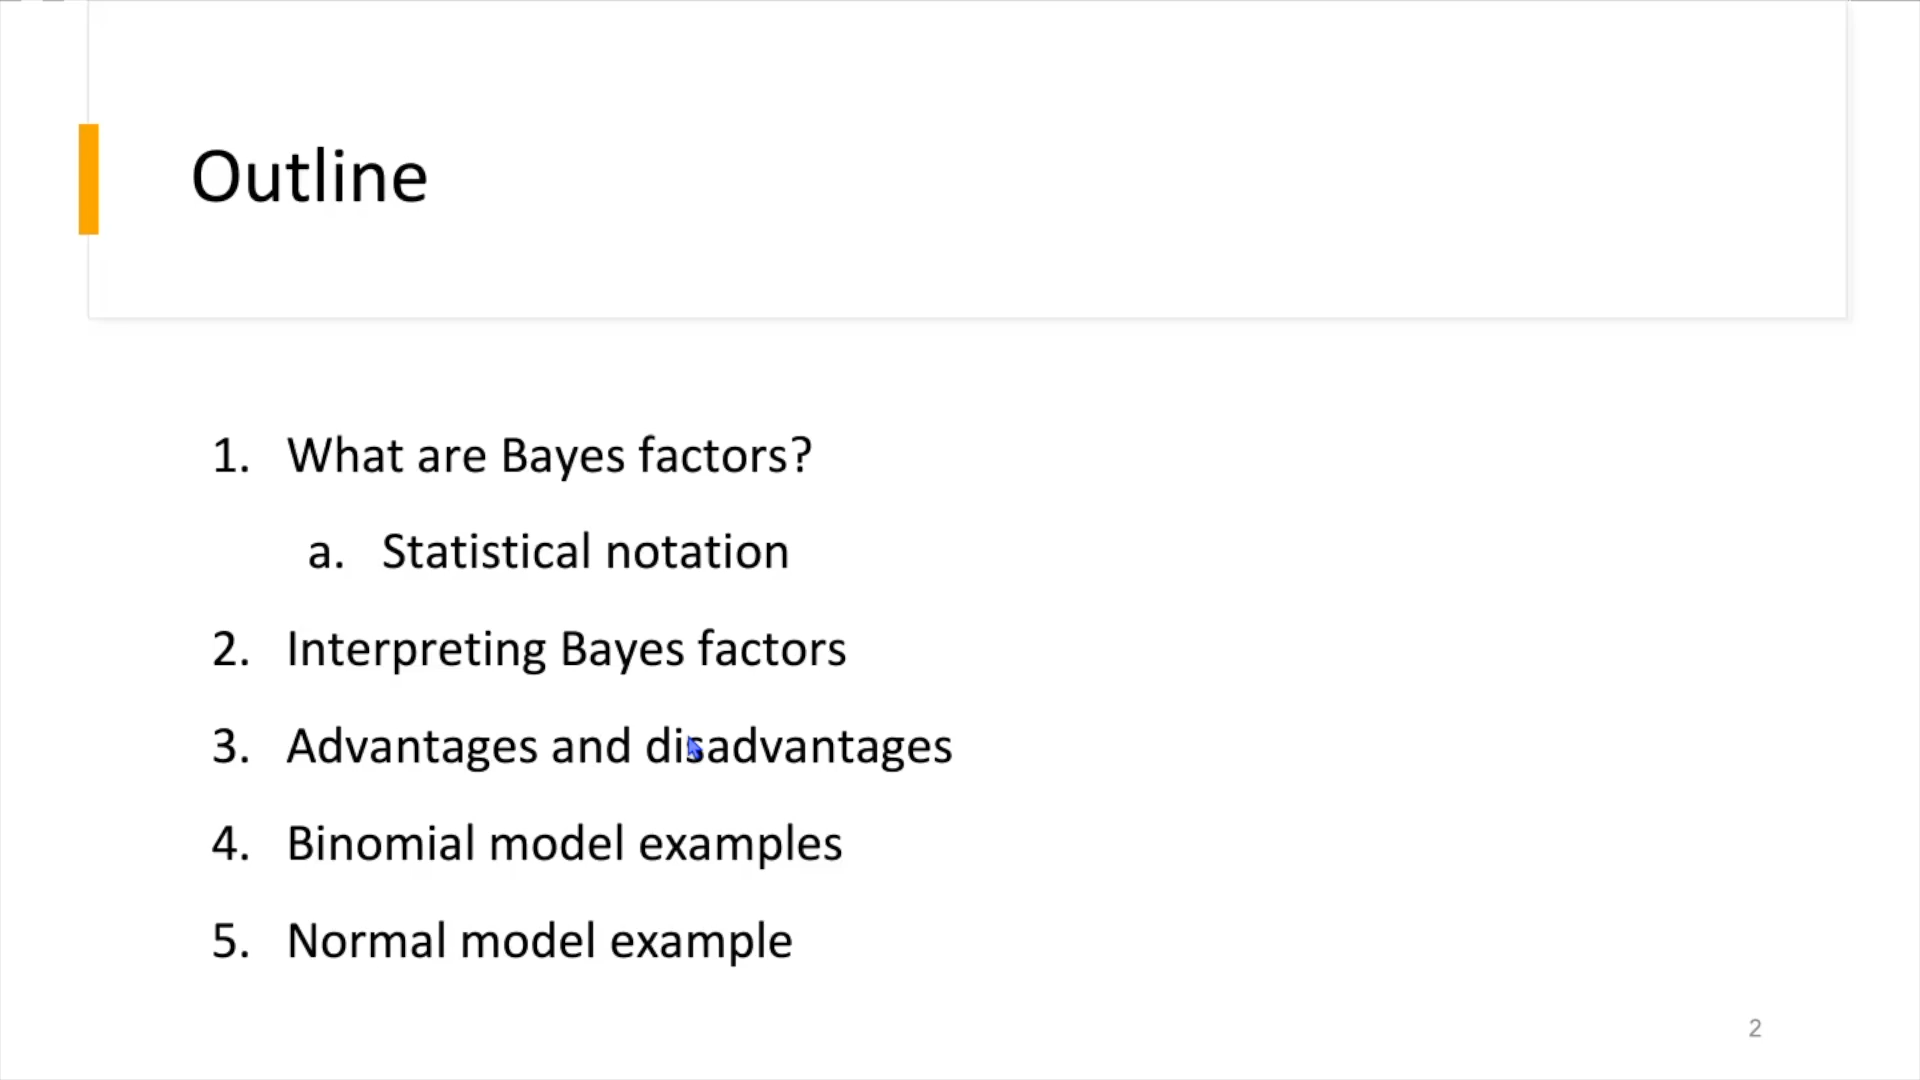 Outline
1. What are Bayes factors?
a. Statistical notation
2. Interpreting Bayes factors
3. Advantages and disadvantages
4. Binomial model examples
5. Normal model example
2